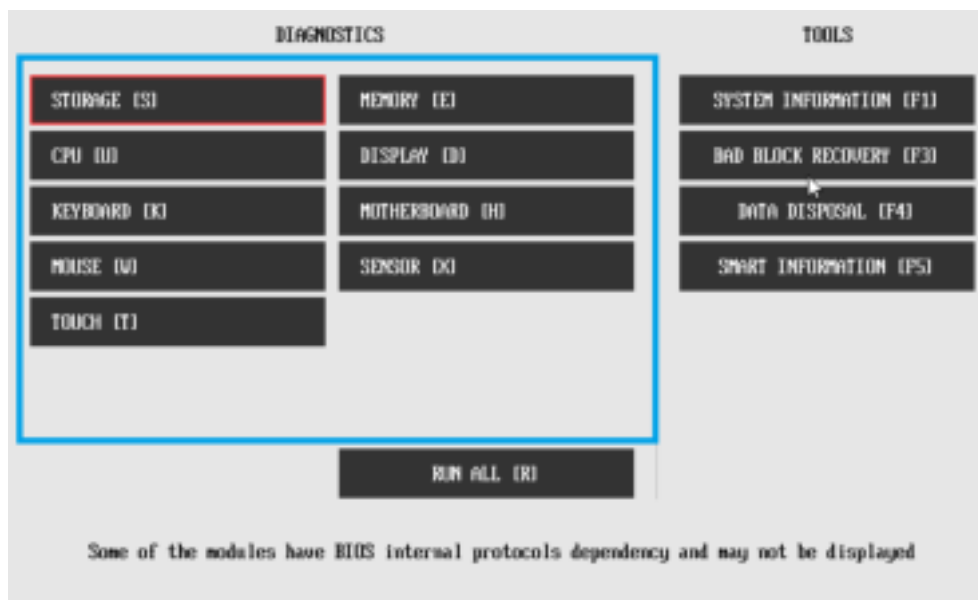 DIAGNOSTICS
TOOLS
STORAGE [S]
MEMORY [E]
SYSTEM INFORMATION [F1]
CPU [U]
DISPLAY [D]
BAD BLOCK RECOVERY [F3]
KEYBOARD [K]
MOTHERBOARD [H]
DATA DISPOSAL [F4]
MOUSE [W]
SENSOR [X]
SMART INFORMATION [F5]
TOUCH [T]
RUN ALL [R]
Some of the modules have BIOS internal protocols dependency and may not be displayed